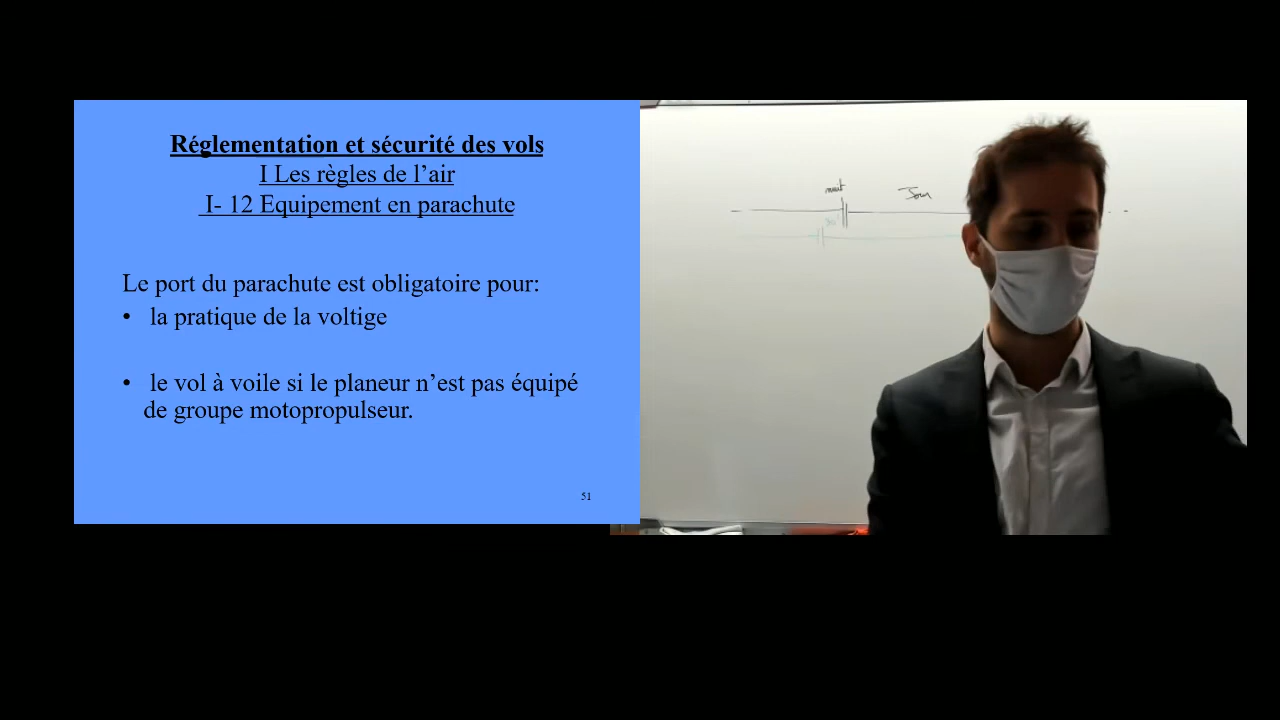 Réglementation et sécurité des vols
I Les règles de l’air
I- 12 Equipement en parachute
Le port du parachute est obligatoire pour:
• la pratique de la voltige
• le vol à voile si le planeur n’est pas équipé
de groupe motopropulseur.
51
nuit
Jour